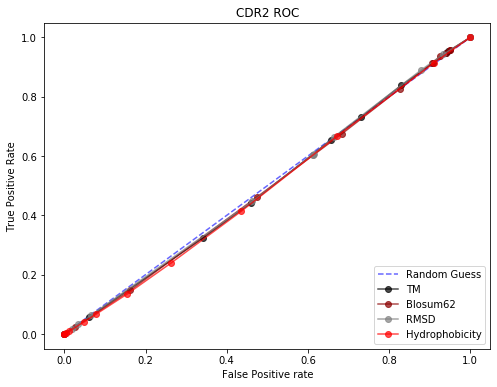 CDR2 ROC
True Positive Rate
1.0
0.8
0.6
0.4
0.2
0.0
Random Guess
TM
Blosum62
RMSD
Hydrophobicity
0.0 0.2 0.4 0.6 0.8 1.0
False Positive rate